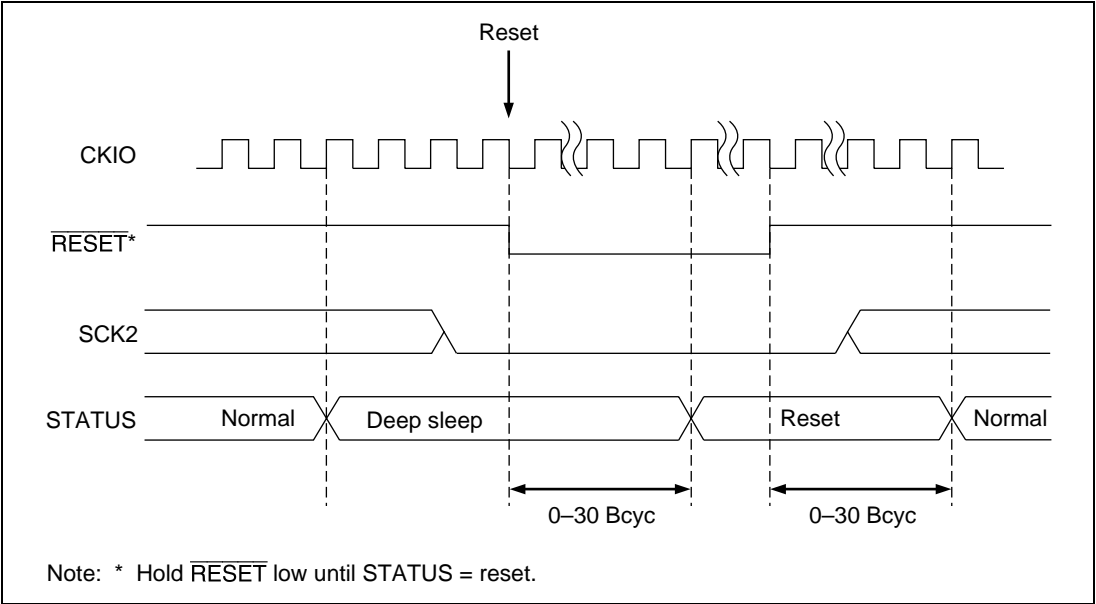 Reset
CKIO
RESET*
SCK2
STATUS Normal Deep sleep Reset Normal
0–30 Bcyc 0–30 Bcyc
Note: * Hold RESET low until STATUS = reset.